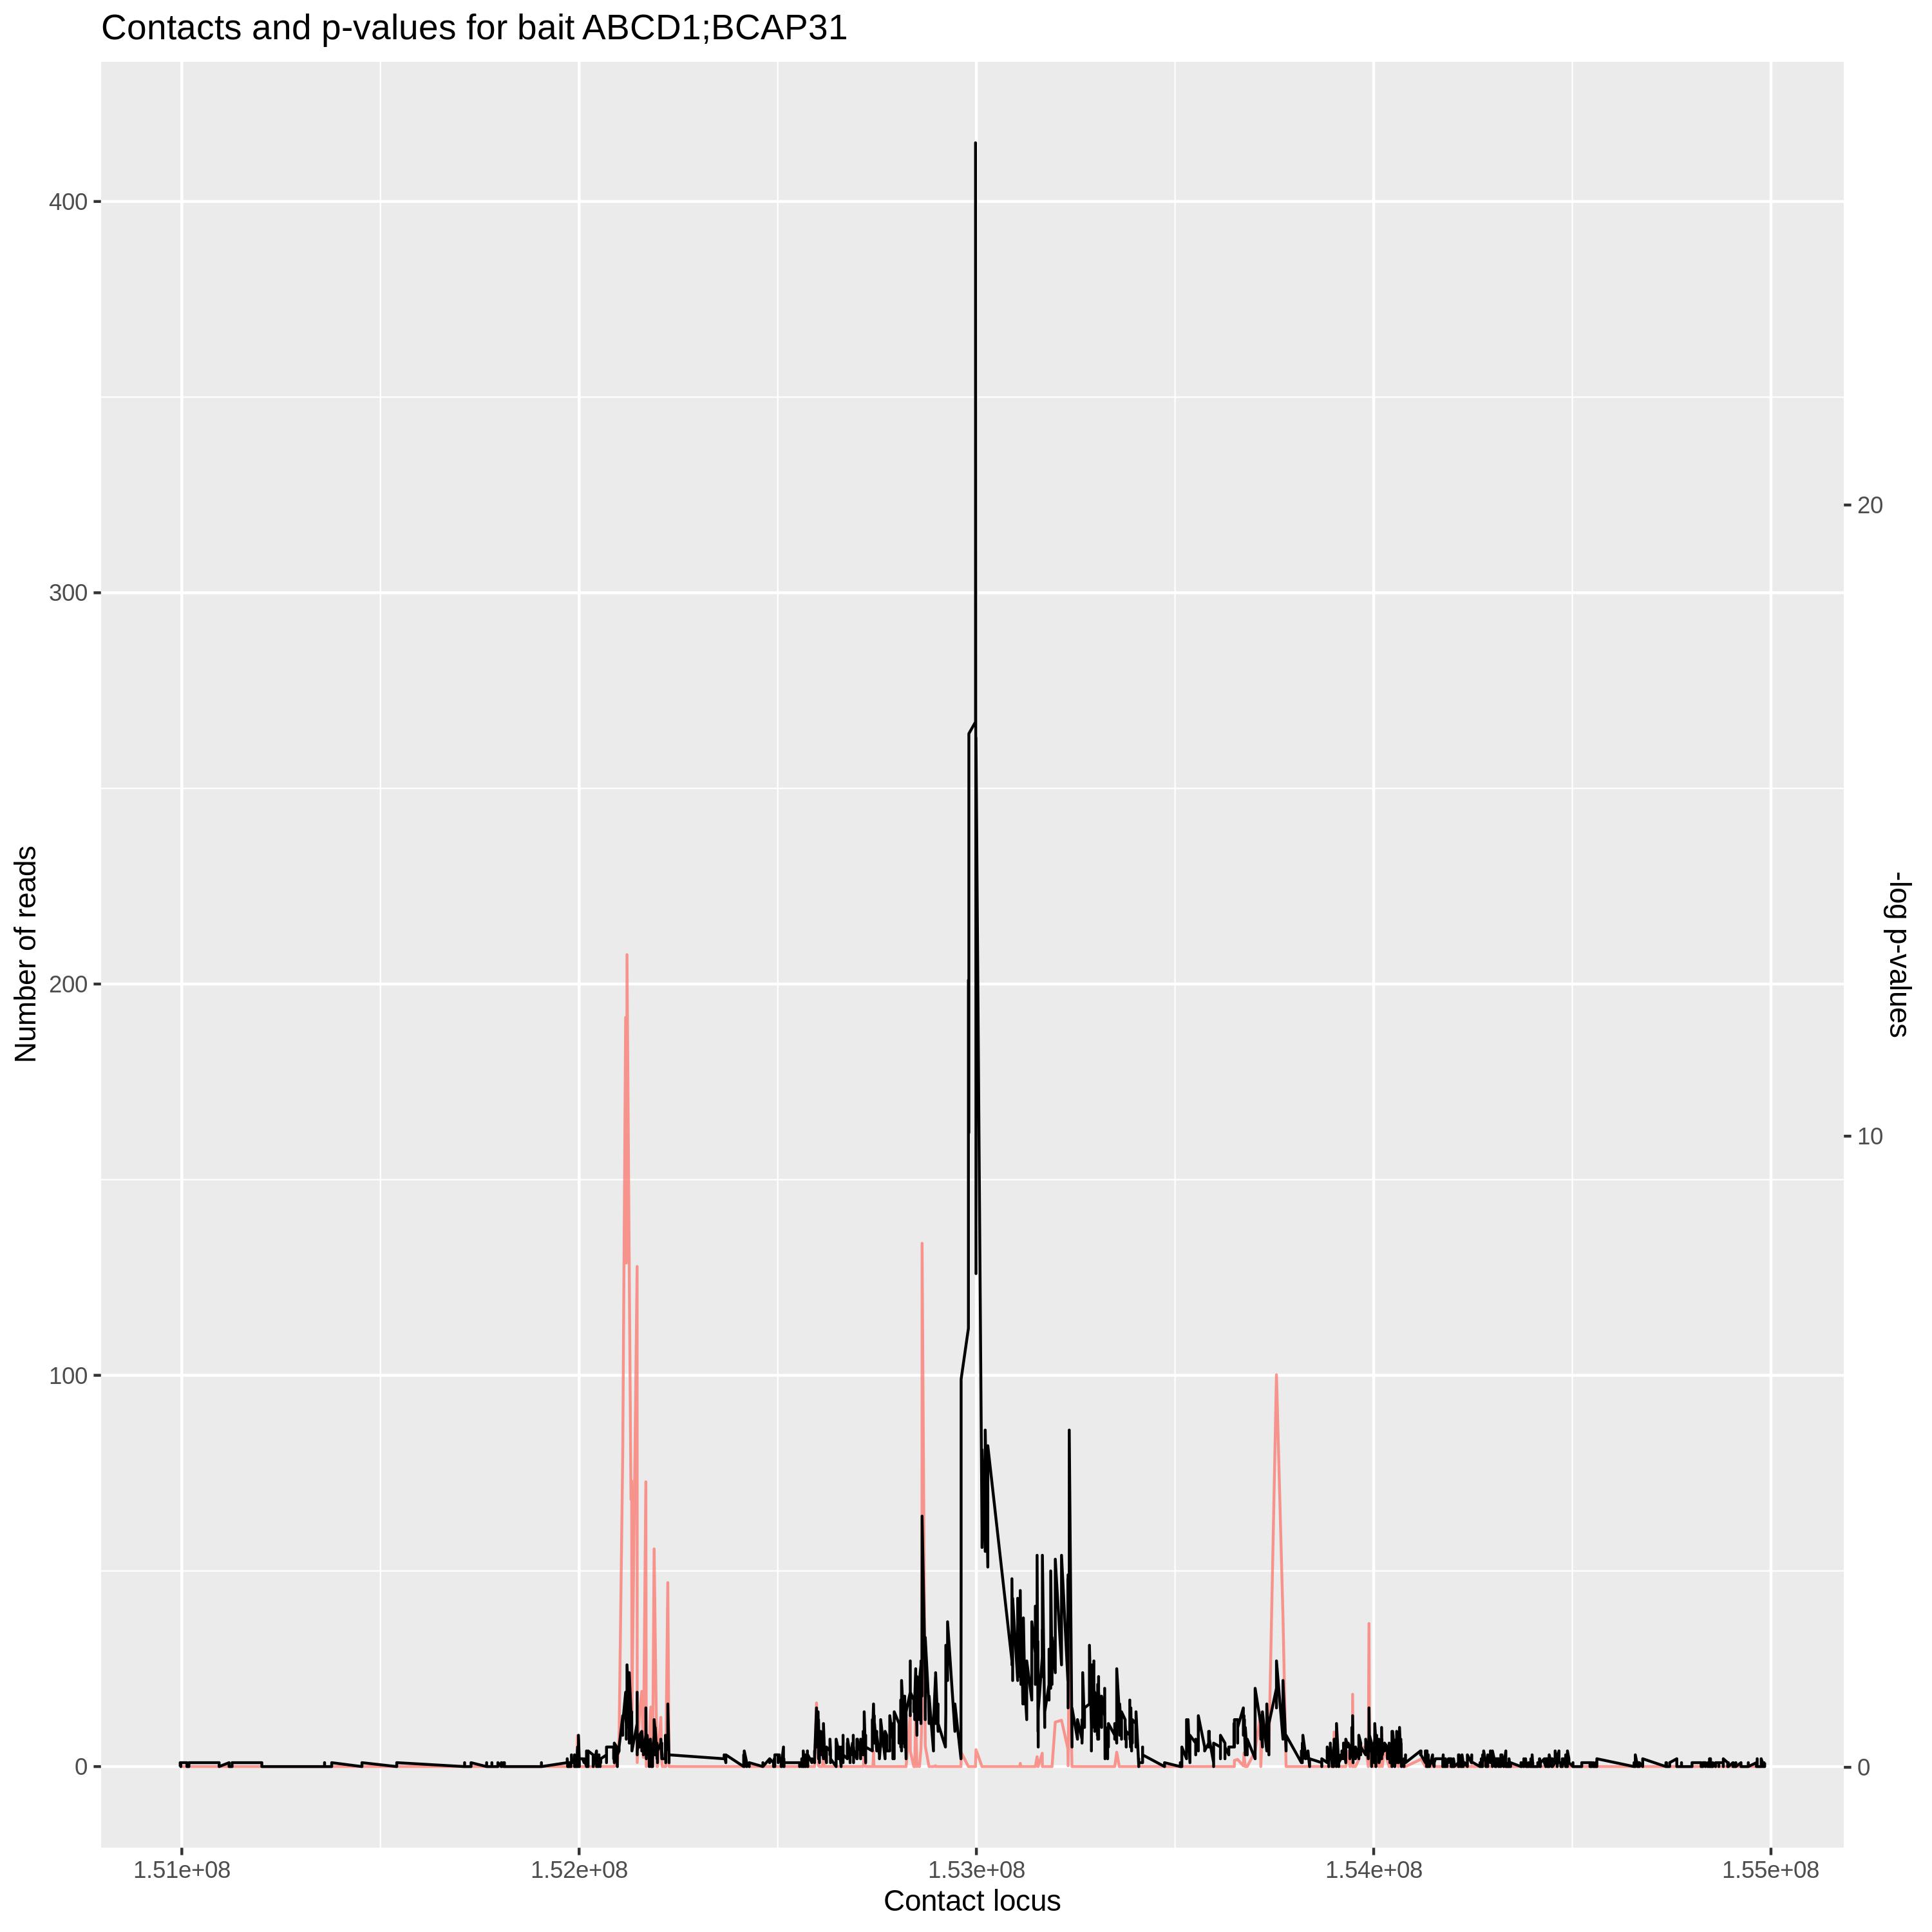 Contacts and p-values for bait ABCD1;BCAP31
400
300
200
100
0
Number of reads
20
10
0
-log p-values
1.51e+08
1.52e+08
1.53e+08
1.54e+08
1.55e+08
Contact locus